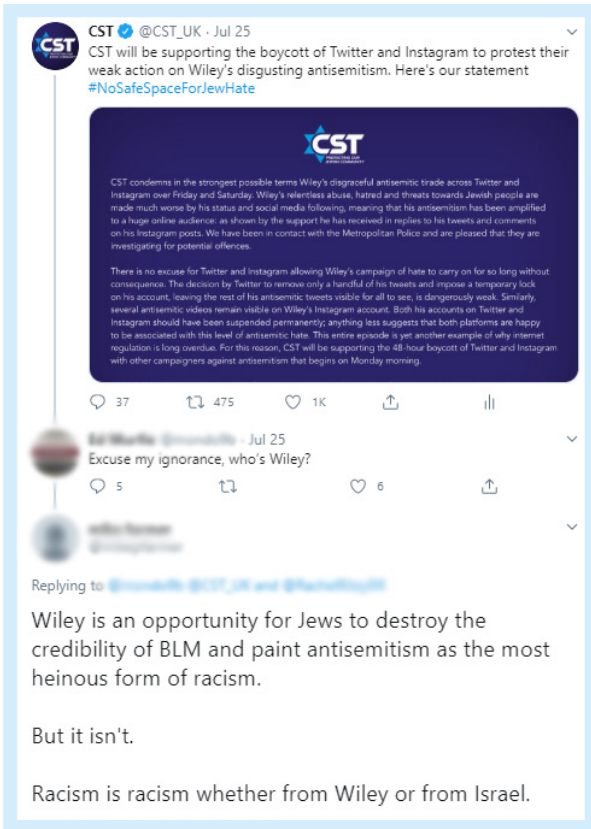 CST @CST_UK · Jul 25
CST will be supporting the boycott of Twitter and Instagram to protest their
weak action on Wiley's disgusting antisemitism. Here's our statement
#NoSafeSpaceForJewHate
CST
PROTECTING OUR
JEWISH COMMUNITY
CST condemns in the strongest possible terms Wiley's disgraceful antisemitic tirade across Twitter and
Instagram over Friday and Saturday. Wiley's relentless abuse, hatred and threats towards Jewish people are
made much worse by his status and social media following, meaning that his antisemitism has been amplified
to a huge online audience: as shown by the support he has received in replies to his tweets and comments
on his Instagram posts. We have been in contact with the Metropolitan Police and are pleased that they are
investigating for potential offences.
There is no excuse for Twitter and Instagram allowing Wiley's campaign of hate to carry on for so long without
consequence. The decision by Twitter to remove only a handful of his tweets and impose a temporary lock
on his account, leaving the rest of his antisemitic tweets visible for all to see, is dangerously weak. Similarly,
several antisemitic videos remain visible on Wiley's Instagram account. Both his accounts on Twitter and
Instagram should have been suspended permanently; anything less suggests that both platforms are happy
to be associated with this level of antisemitic hate. This entire episode is yet another example of why internet
regulation is long overdue. For this reason, CST will be supporting the 48-hour boycott of Twitter and Instagram
with other campaigners against antisemitism that begins on Monday morning.
37 475 1K
· Jul 25
Excuse my ignorance, who's Wiley?
5 6
Replying to
Wiley is an opportunity for Jews to destroy the
credibility of BLM and paint antisemitism as the most
heinous form of racism.
But it isn't.
Racism is racism whether from Wiley or from Israel.